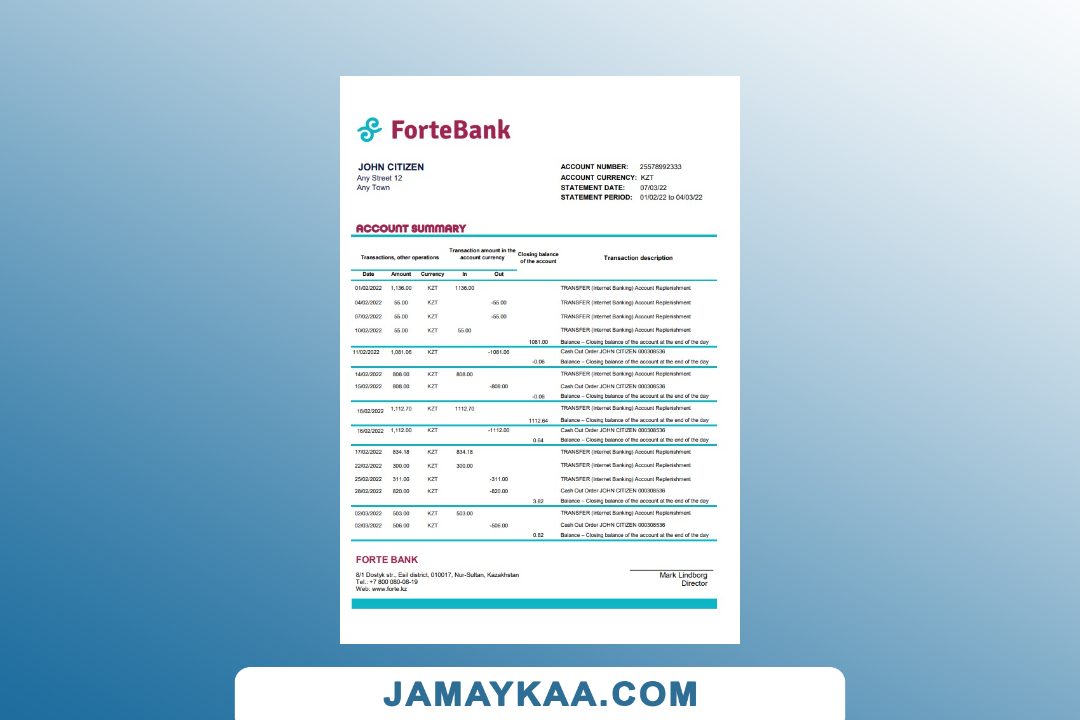 ForteBank
JOHN CITIZEN
Any Street 12
Any Town
ACCOUNT NUMBER: 25578992333
ACCOUNT CURRENCY: KZT
STATEMENT DATE: 07/03/22
STATEMENT PERIOD: 01/02/22 to 04/03/22
ACCOUNT SUMMARY
Transactions, other operations
Transaction amount in the
account currency
Closing balance
of the account
Transaction description
Date Amount Currency In Out
01/02/2022 1,136.00 KZT 1136.00 TRANSFER (Internet Banking) Account Replenishment
04/02/2022 55.00 KZT -55.00 TRANSFER (Internet Banking) Account Replenishment
07/02/2022 55.00 KZT -55.00 TRANSFER (Internet Banking) Account Replenishment
10/02/2022 55.00 KZT 55.00 TRANSFER (Internet Banking) Account Replenishment
1081.00 Balance – Closing balance of the account at the end of the day
11/02/2022 1,081.06 KZT -1081.06 Cash Out Order JOHN CITIZEN 000308536
-0.06 Balance – Closing balance of the account at the end of the day
14/02/2022 808.00 KZT 808.00 TRANSFER (Internet Banking) Account Replenishment
15/02/2022 808.00 KZT -808.00 Cash Out Order JOHN CITIZEN 000308536
-0.06 Balance – Closing balance of the account at the end of the day
16/02/2022 1,112.70 KZT 1112.70 TRANSFER (Internet Banking) Account Replenishment
1112.64 Balance – Closing balance of the account at the end of the day
16/02/2022 1,112.00 KZT -1112.00 Cash Out Order JOHN CITIZEN 000308536
0.64 Balance – Closing balance of the account at the end of the day
17/02/2022 834.18 KZT 834.18 TRANSFER (Internet Banking) Account Replenishment
22/02/2022 300.00 KZT 300.00 TRANSFER (Internet Banking) Account Replenishment
25/02/2022 311.00 KZT -311.00 TRANSFER (Internet Banking) Account Replenishment
28/02/2022 820.00 KZT -820.00 Cash Out Order JOHN CITIZEN 000308536
3.82 Balance – Closing balance of the account at the end of the day
02/03/2022 503.00 KZT 503.00 TRANSFER (Internet Banking) Account Replenishment
02/03/2022 506.00 KZT -506.00 Cash Out Order JOHN CITIZEN 000308536
0.82 Balance – Closing balance of the account at the end of the day
FORTE BANK
8/1 Dostyk str., Esil district, 010017, Nur-Sultan, Kazakhstan
Tel.: +7 800 080-08-19
Web: www.forte.kz
Mark Lindborg
Director
JAMAYKAA.COM